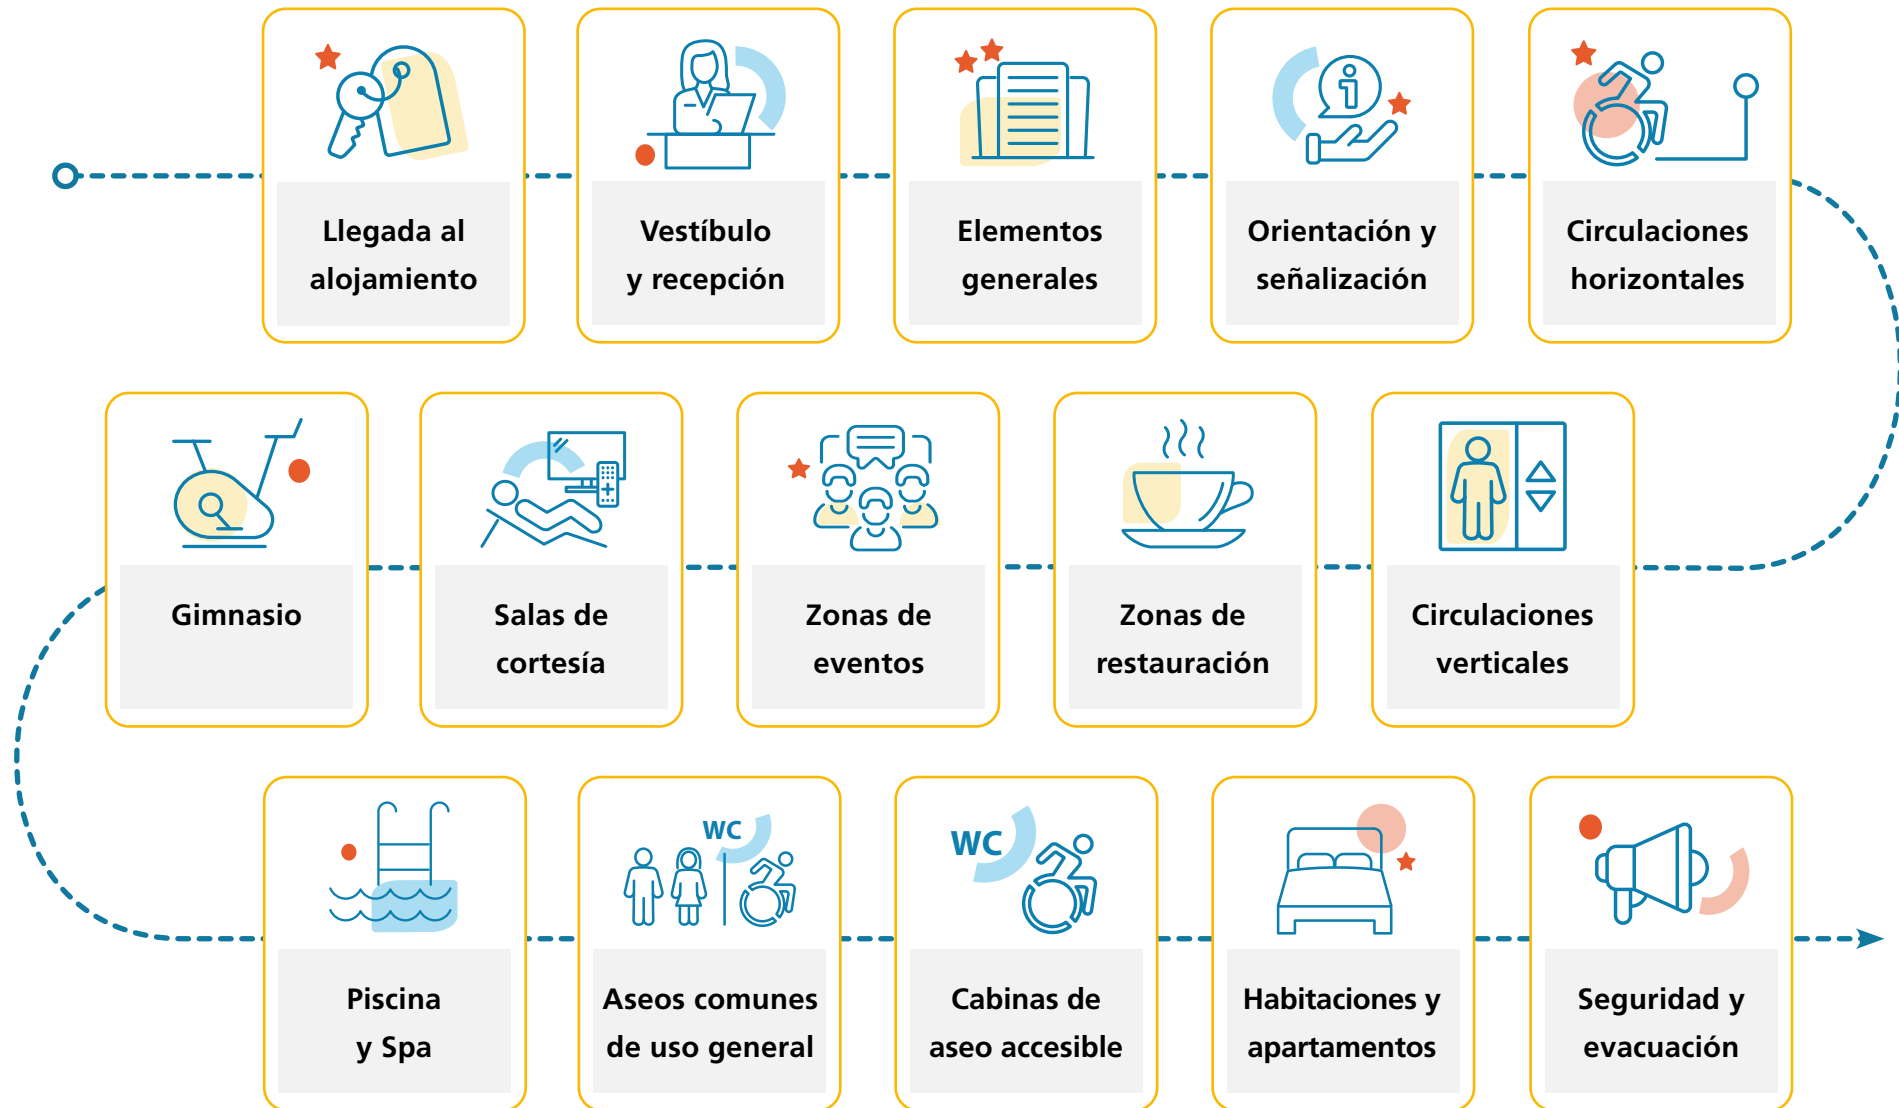 Llegada al
alojamiento
Vestíbulo
y recepción
Elementos
generales
Orientación y
señalización
Circulaciones
horizontales
Circulaciones
verticales
Zonas de
restauración
Zonas de
eventos
Salas de
cortesía
Gimnasio
Piscina
y Spa
WC
Aseos comunes
de uso general
WC
Cabinas de
aseo accesible
Habitaciones y
apartamentos
Seguridad y
evacuación